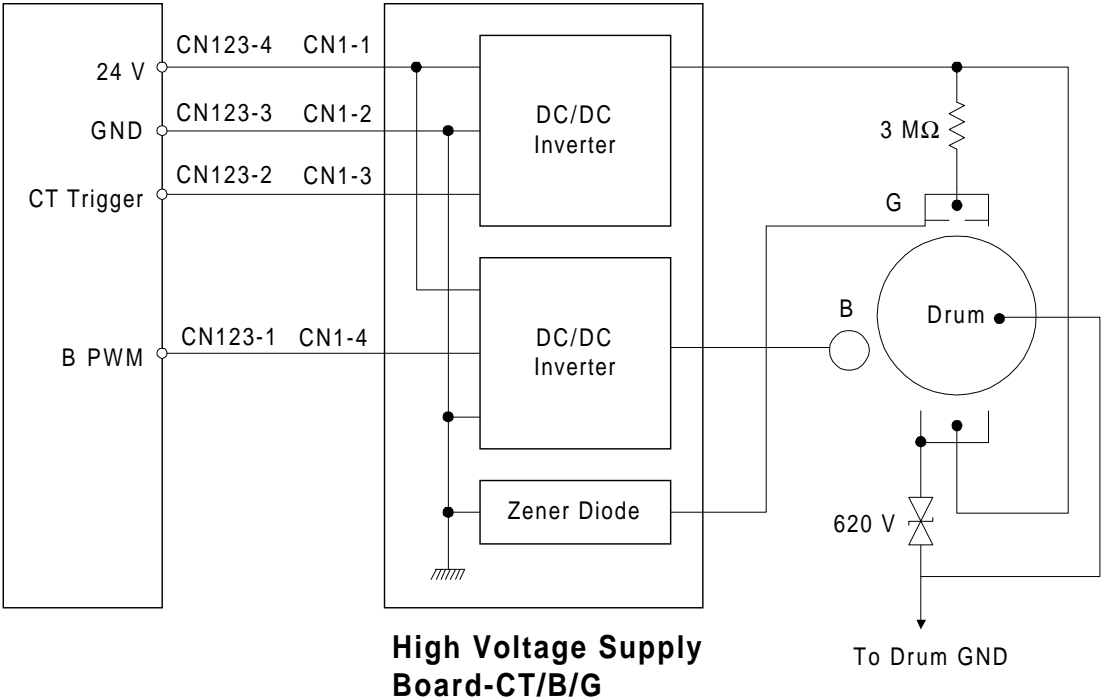 CN123-4 CN1-1
24 V
CN123-3 CN1-2
GND
CN123-2 CN1-3
CT Trigger
CN123-1 CN1-4
B PWM
DC/DC
Inverter
DC/DC
Inverter
Zener Diode
3 MΩ
G
B
Drum
620 V
To Drum GND
High Voltage Supply
Board-CT/B/G